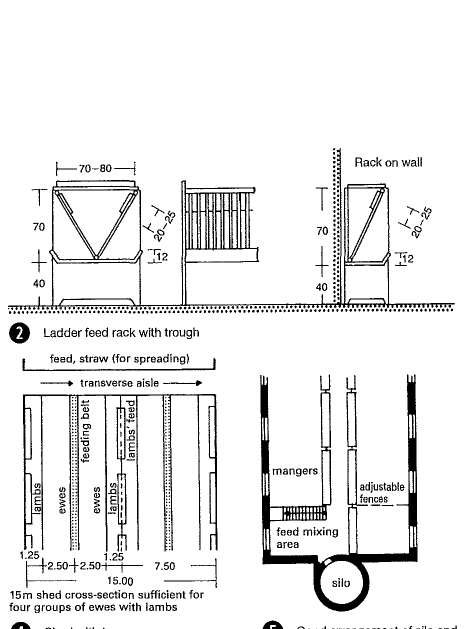 70–80
Rack on wall
70
20–25
12
40
70
20–25
12
40
2 Ladder feed rack with trough
feed, straw (for spreading)
transverse aisle
lambs
ewes
feeding belt
ewes
lambs
lambs' feed
1.25
2.50
2.50
1.25
7.50
15.00
15m shed cross-section sufficient for
four groups of ewes with lambs
mangers
adjustable
fences
feed mixing
area
silo